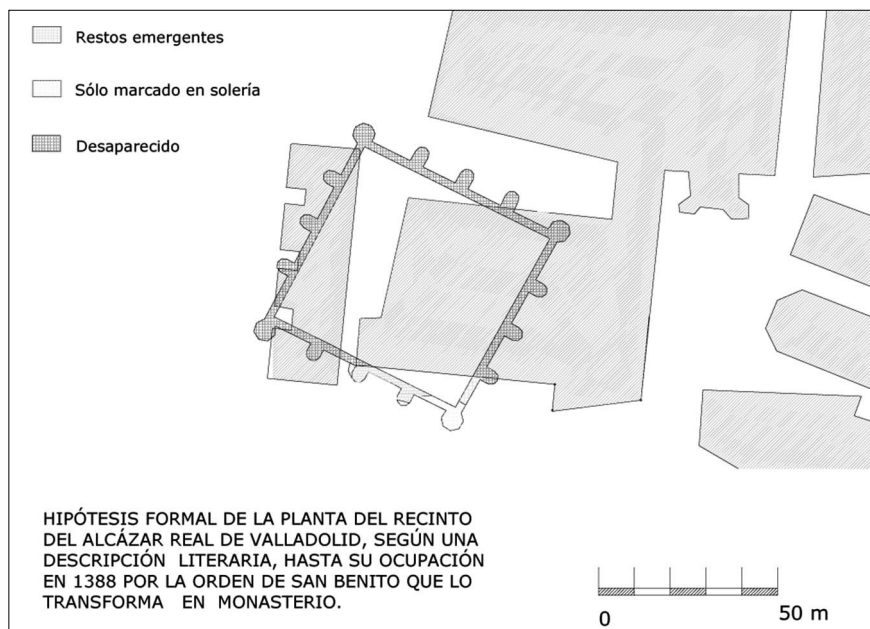 Restos emergentes
Sólo marcado en solería
Desaparecido
HIPÓTESIS FORMAL DE LA PLANTA DEL RECINTO
DEL ALCÁZAR REAL DE VALLADOLID, SEGÚN UNA
DESCRIPCIÓN LITERARIA, HASTA SU OCUPACIÓN
EN 1388 POR LA ORDEN DE SAN BENITO QUE LO
TRANSFORMA EN MONASTERIO.
0 50 m